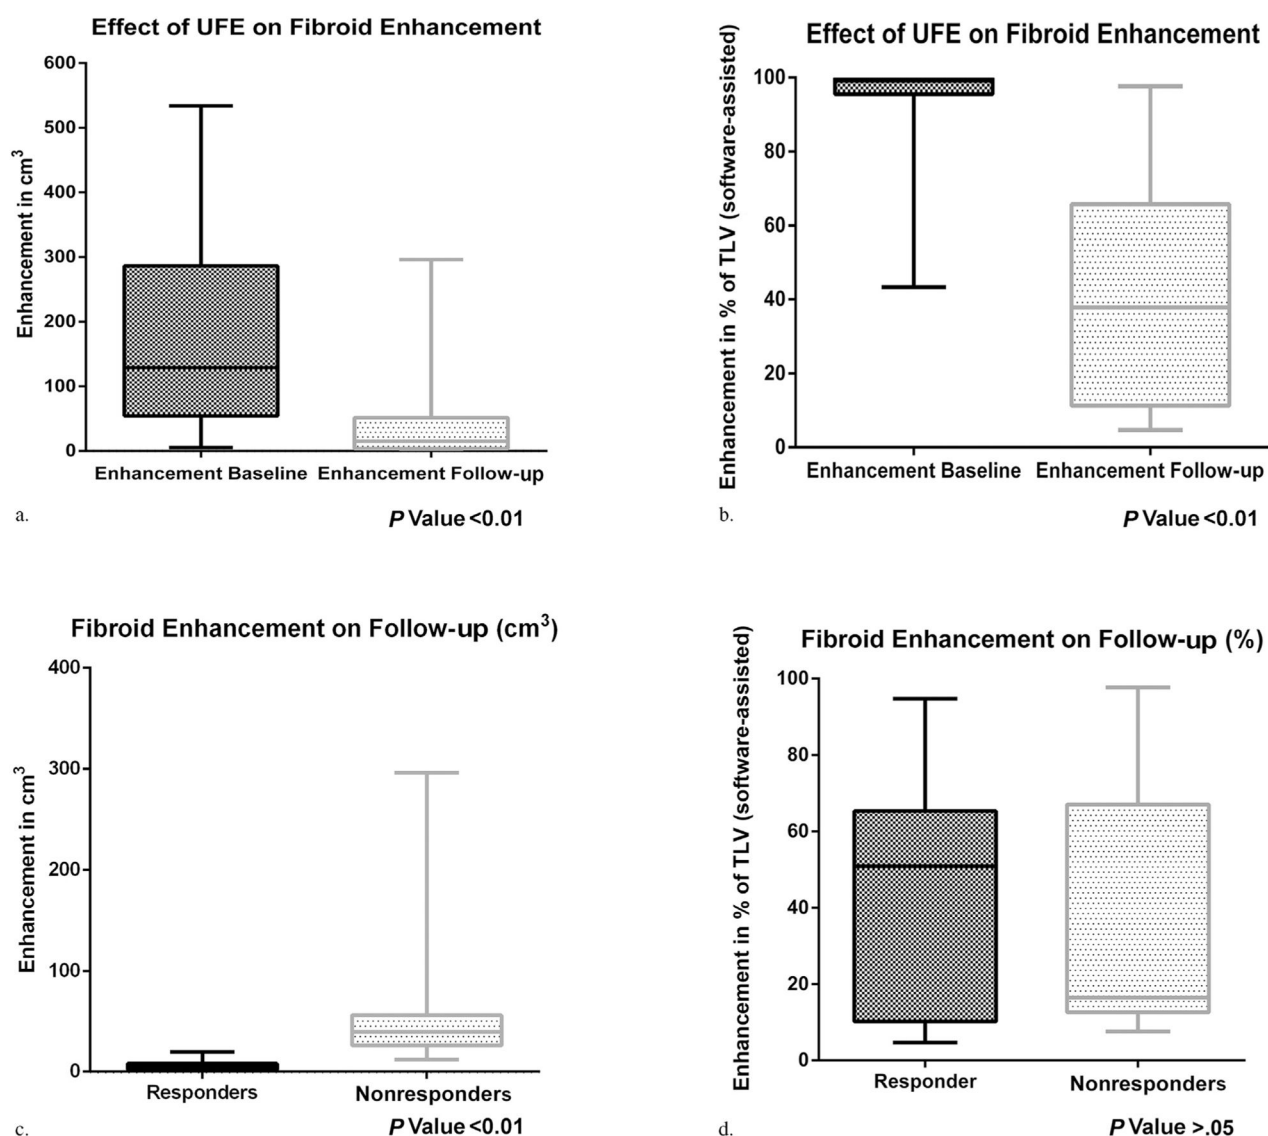 Effect of UFE on Fibroid Enhancement
Enhancement in cm³
600
500
400
300
200
100
0
Enhancement Baseline Enhancement Follow-up
a. P Value <0.01
Effect of UFE on Fibroid Enhancement
Enhancement in % of TLV (software-assisted)
100
80
60
40
20
0
Enhancement Baseline Enhancement Follow-up
b. P Value <0.01
Fibroid Enhancement on Follow-up (cm³)
Enhancement in cm³
400
300
200
100
0
Responders Nonresponders
c. P Value <0.01
Fibroid Enhancement on Follow-up (%)
Enhancement in % of TLV (software-assisted)
100
80
60
40
20
0
Responder Nonresponders
d. P Value >.05